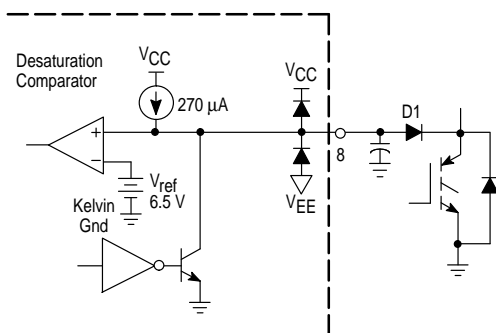 Desaturation
Comparator
VCC
270 μA
VCC
D1
+
−
8
Vref
6.5 V
VEE
Kelvin
Gnd